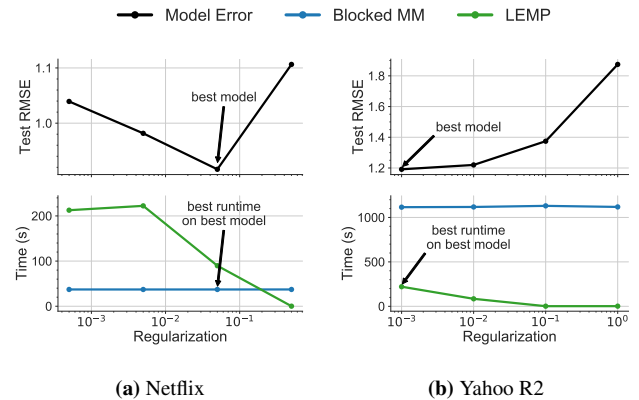 Model Error
Blocked MM
LEMP
1.1
1.0
Test RMSE
best model
200
100
0
Time (s)
best runtime
on best model
10⁻³
10⁻²
10⁻¹
Regularization
(a) Netflix
1.8
1.6
1.4
1.2
Test RMSE
best model
1000
500
0
Time (s)
best runtime
on best model
10⁻³
10⁻²
10⁻¹
10⁰
Regularization
(b) Yahoo R2